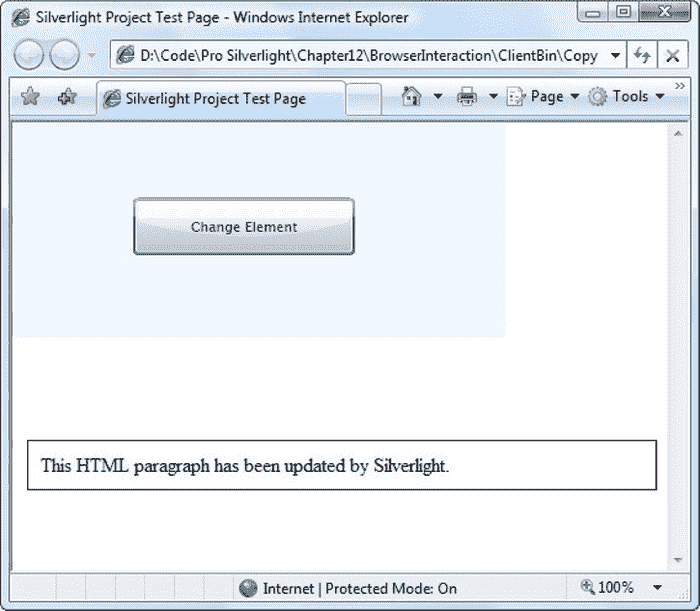 Silverlight Project Test Page - Windows Internet Explorer
D:\Code\Pro Silverlight\Chapter12\BrowserInteraction\ClientBin\Copy
Silverlight Project Test Page
Page
Tools
Change Element
This HTML paragraph has been updated by Silverlight.
Internet | Protected Mode: On
100%